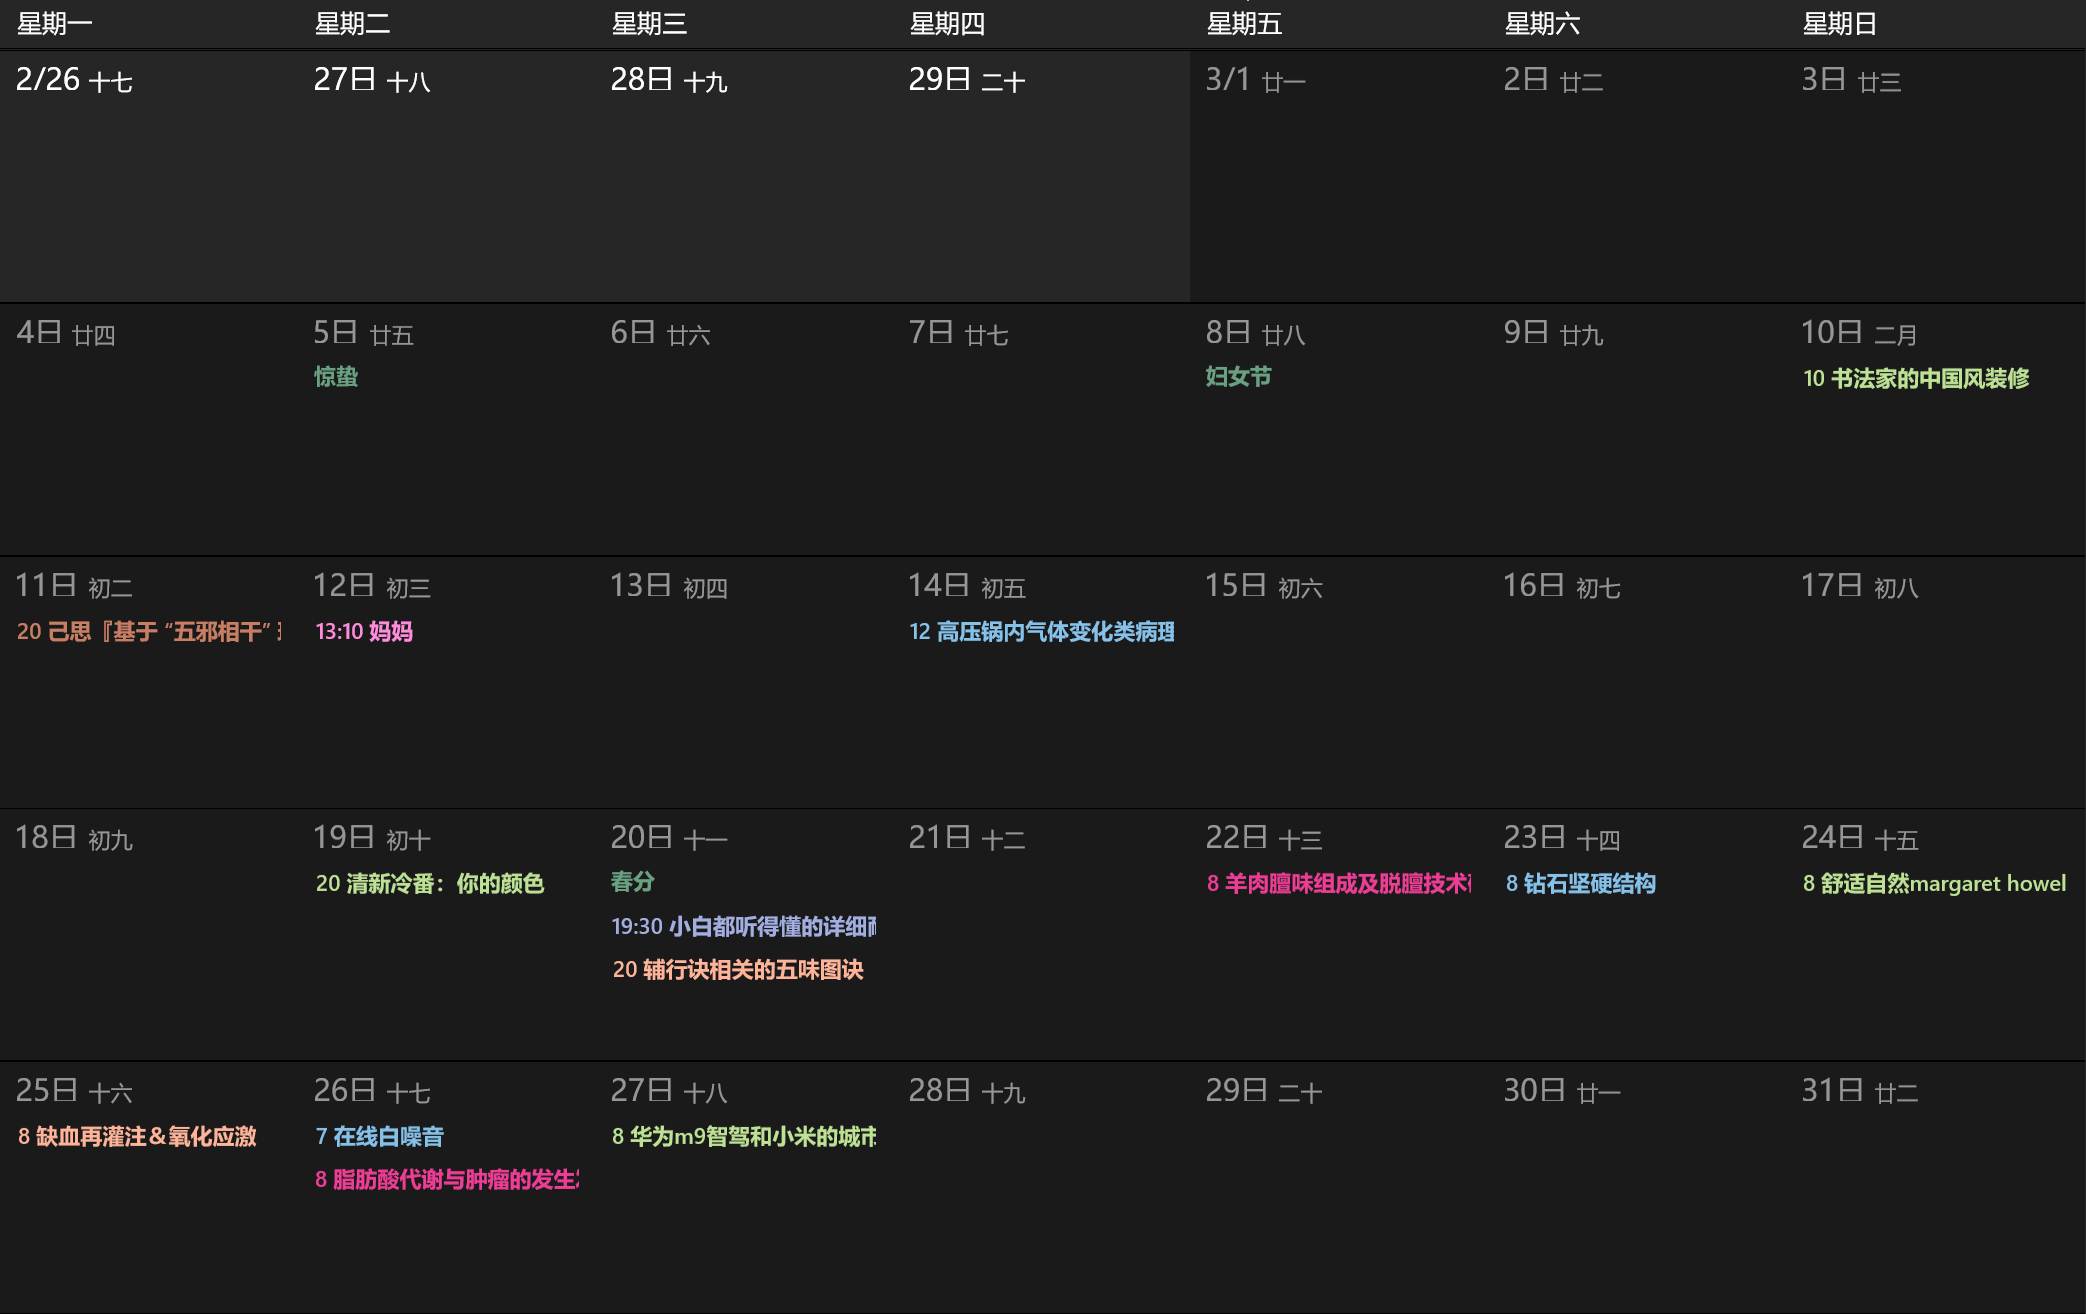 星期一 星期二 星期三 星期四 星期五 星期六 星期日
2/26 十七 27日 十八 28日 十九 29日 二十 3/1 廿一 2日 廿二 3日 廿三
4日 廿四 5日 廿五 6日 廿六 7日 廿七 8日 廿八 9日 廿九 10日 二月
惊蛰 妇女节 10 书法家的中国风装修
11日 初二 12日 初三 13日 初四 14日 初五 15日 初六 16日 初七 17日 初八
20 己思『基于 “五邪相干” 13:10 妈妈 12 高压锅内气体变化类病理
18日 初九 19日 初十 20日 十一 21日 十二 22日 十三 23日 十四 24日 十五
20 清新冷番：你的颜色 春分 8 羊肉膻味组成及脱膻技术 8 钻石坚硬结构 8 舒适自然margaret howel
19:30 小白都听得懂的详细
20 辅行诀相关的五味图诀
25日 十六 26日 十七 27日 十八 28日 十九 29日 二十 30日 廿一 31日 廿二
8 缺血再灌注＆氧化应激 7 在线白噪音 8 华为m9智驾和小米的城市
8 脂肪酸代谢与肿瘤的发生